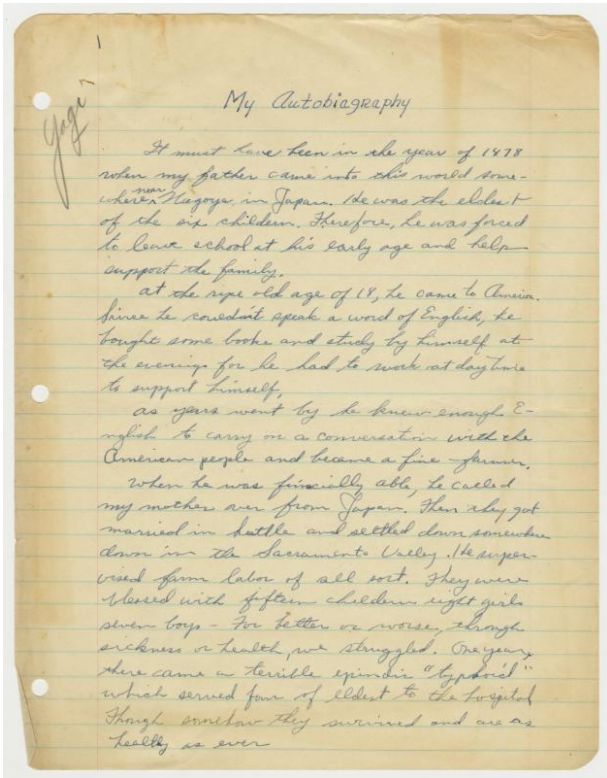 1
Yagi
My Autobiagraphy
It must have been in the year of 1878
when my father came into this world some-
where near Nagoya in Japan. He was the eldest
of the six childern. Therefore, he was forced
to leave school at his early age and help
support the family.
At the ripe old age of 18, he came to America.
Since he couldn't speak a word of English, he
bought some books and study by himself at
the evenings for he had to work at day time
to support himself,
As years went by he knew enough E-
nglish to carry on a conversation with the
American people and became a fine farmer.
When he was fincially able, he called
my mother over from Japan. Then they got
married in Seattle and settled down somewhere
down in the Sacramento Valley. He super-
vised farm labor of all sort. They were
blessed with fifteen childern eight girls
seven boys - For better or worse, through
sickness or health, we struggled. One year,
there came a terrible "typhoid"
which served four of eldest to the hospital
Though somehow they survived and are as
healthy as ever